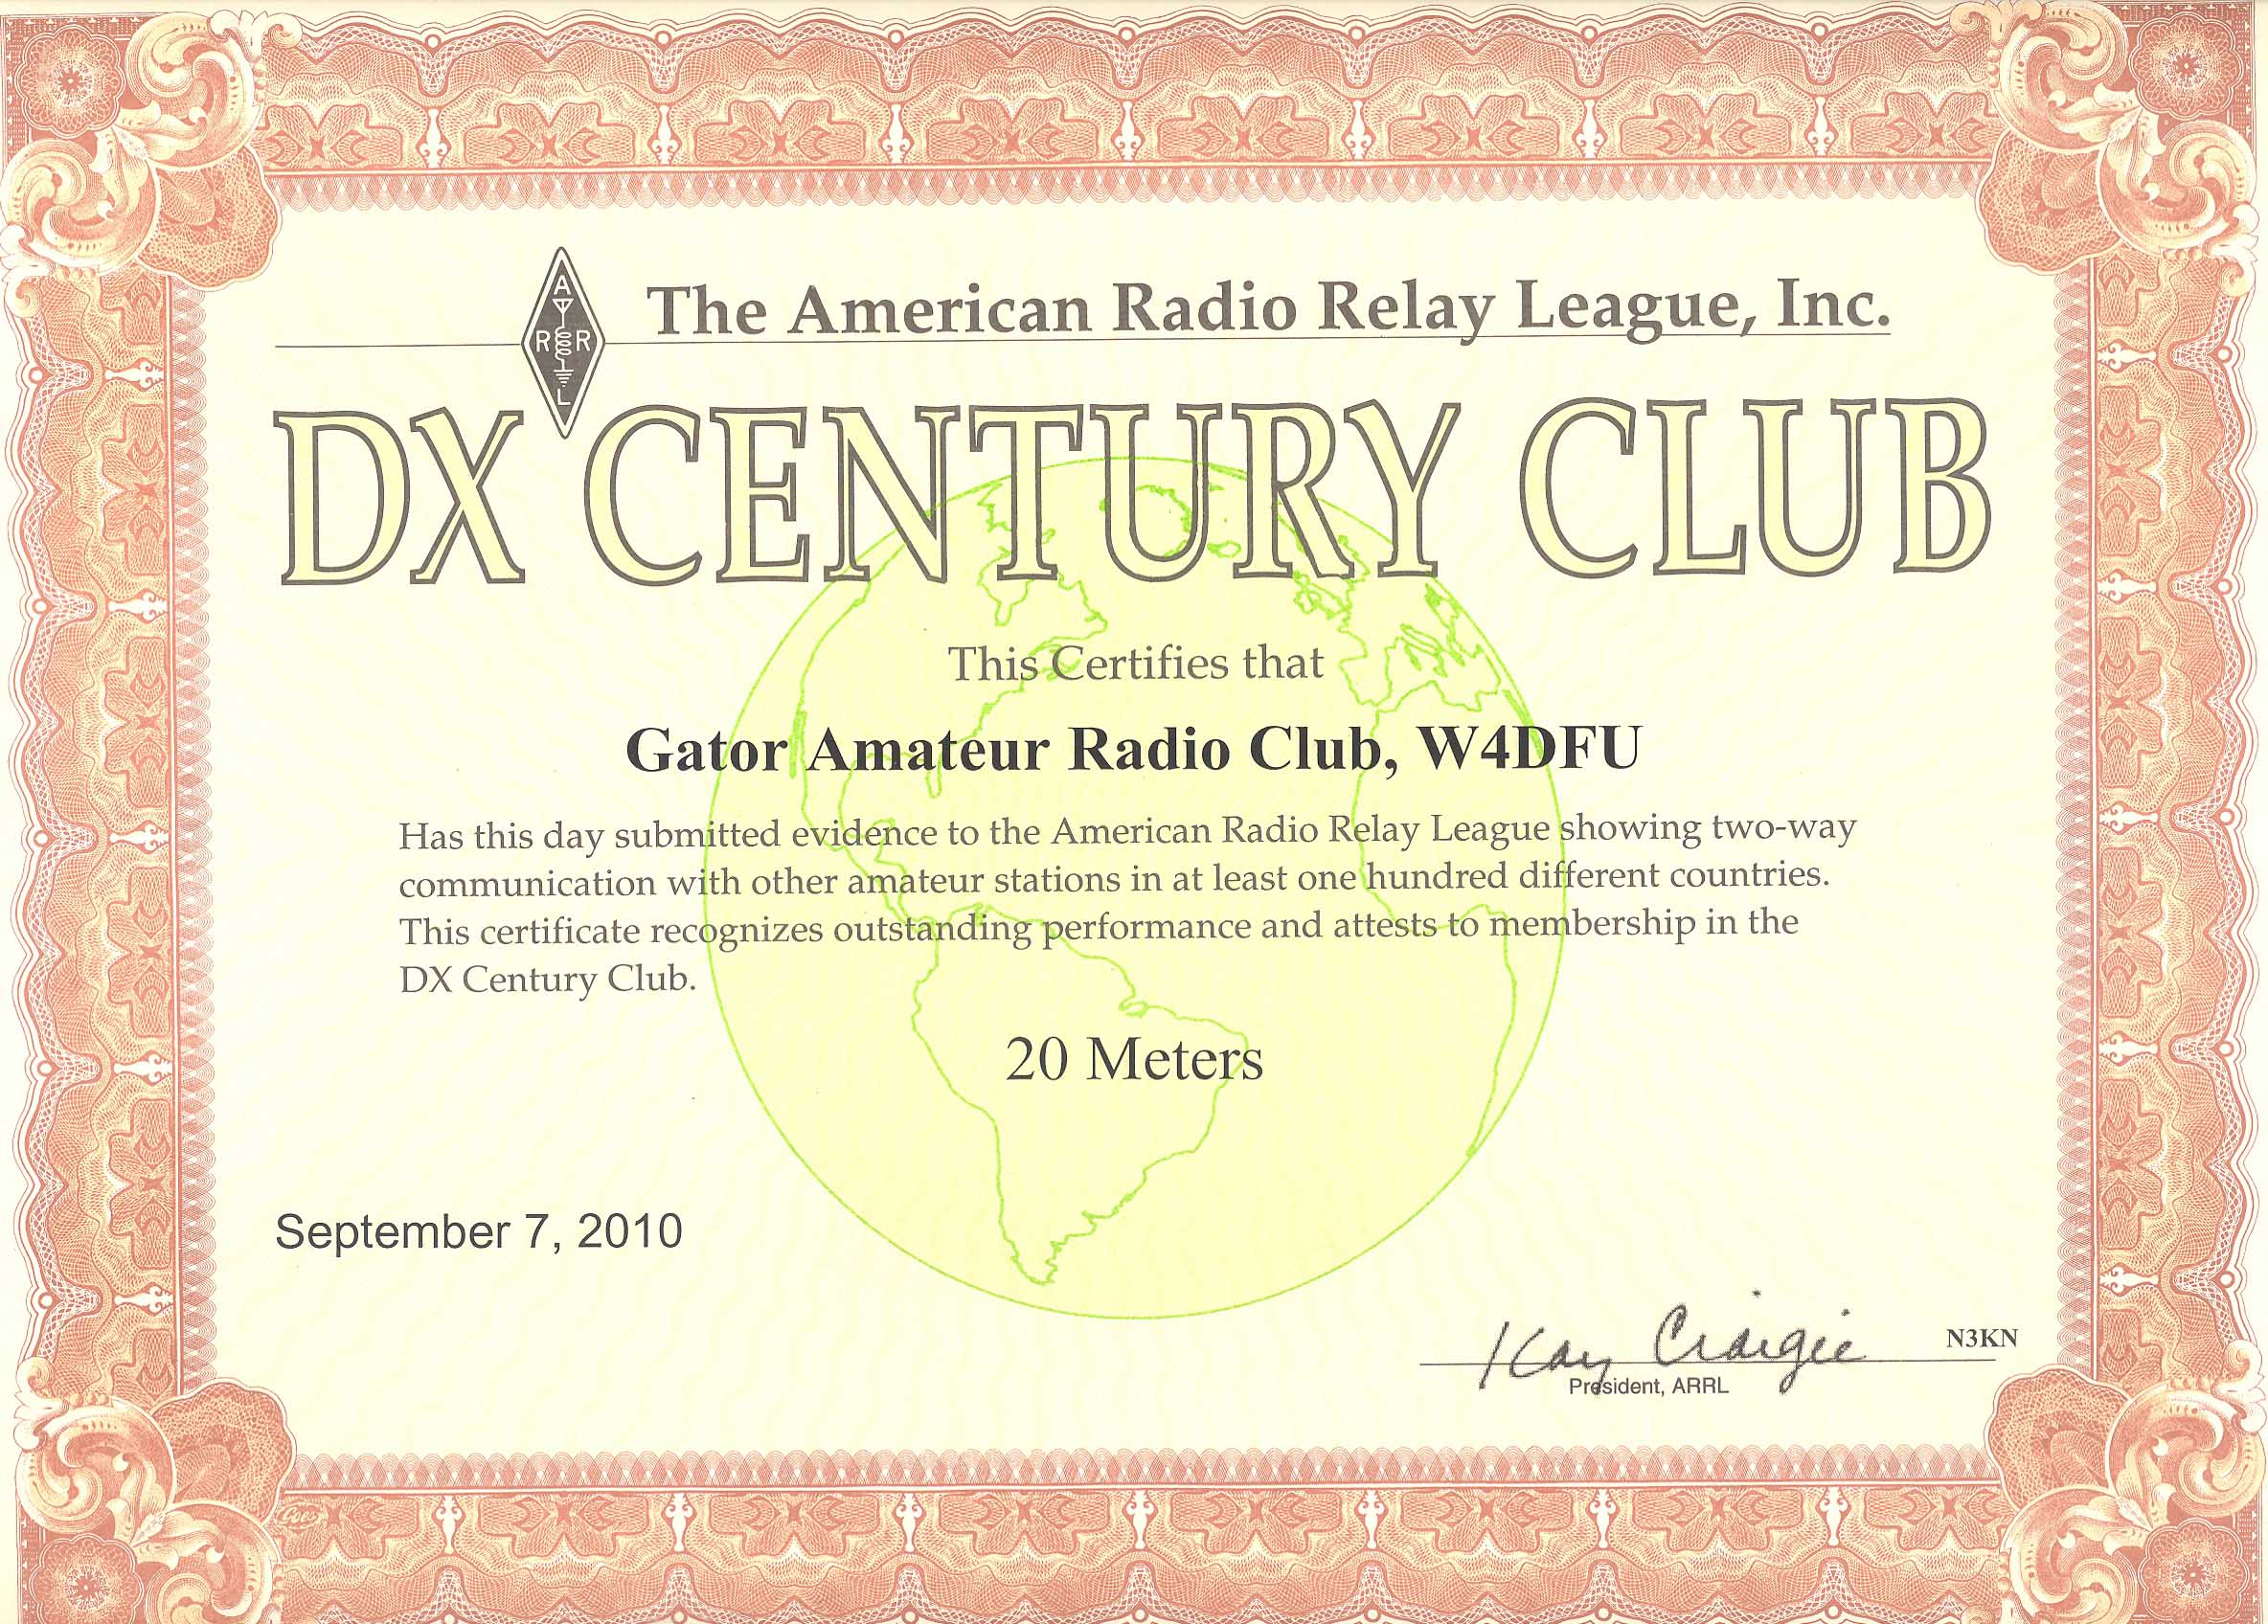 A
R R
L
The American Radio Relay League, Inc.
DX CENTURY CLUB
This Certifies that
Gator Amateur Radio Club, W4DFU
Has this day submitted evidence to the American Radio Relay League showing two-way
communication with other amateur stations in at least one hundred different countries.
This certificate recognizes outstanding performance and attests to membership in the
DX Century Club.
20 Meters
September 7, 2010
Kay Craigie N3KN
President, ARRL
Goes